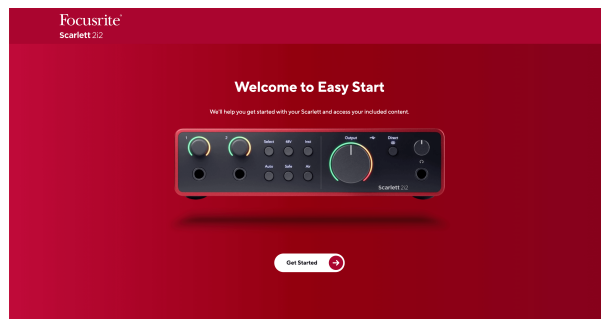 Focusrite®
Scarlett 2i2
Welcome to Easy Start
We'll help you get started with your Scarlett and access your included content.
1 2 Select 48V Inst Output Direct
Auto Safe Air
Scarlett 2i2
Get Started